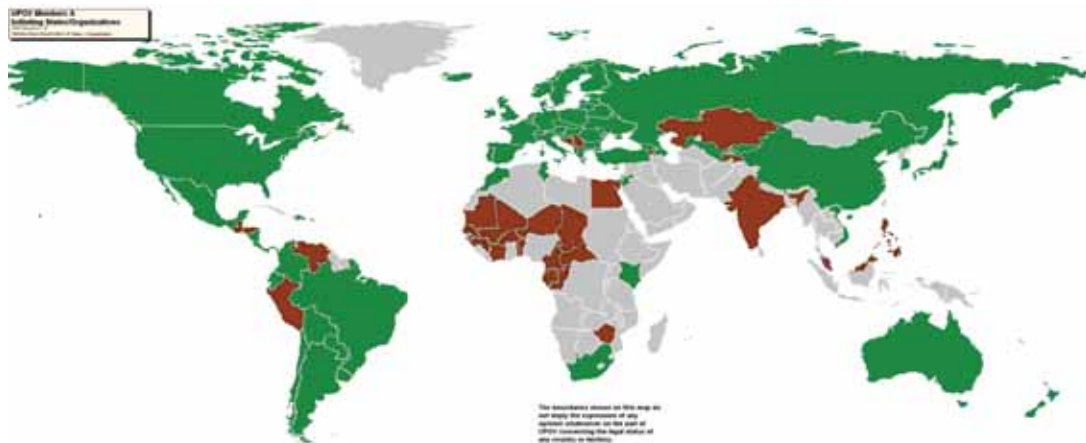 UPOV Members &
Initiating States/Organizations
The boundaries shown on this map do
not imply the expression of any
opinion whatsoever on the part of
UPOV concerning the legal status of
any country or territory.